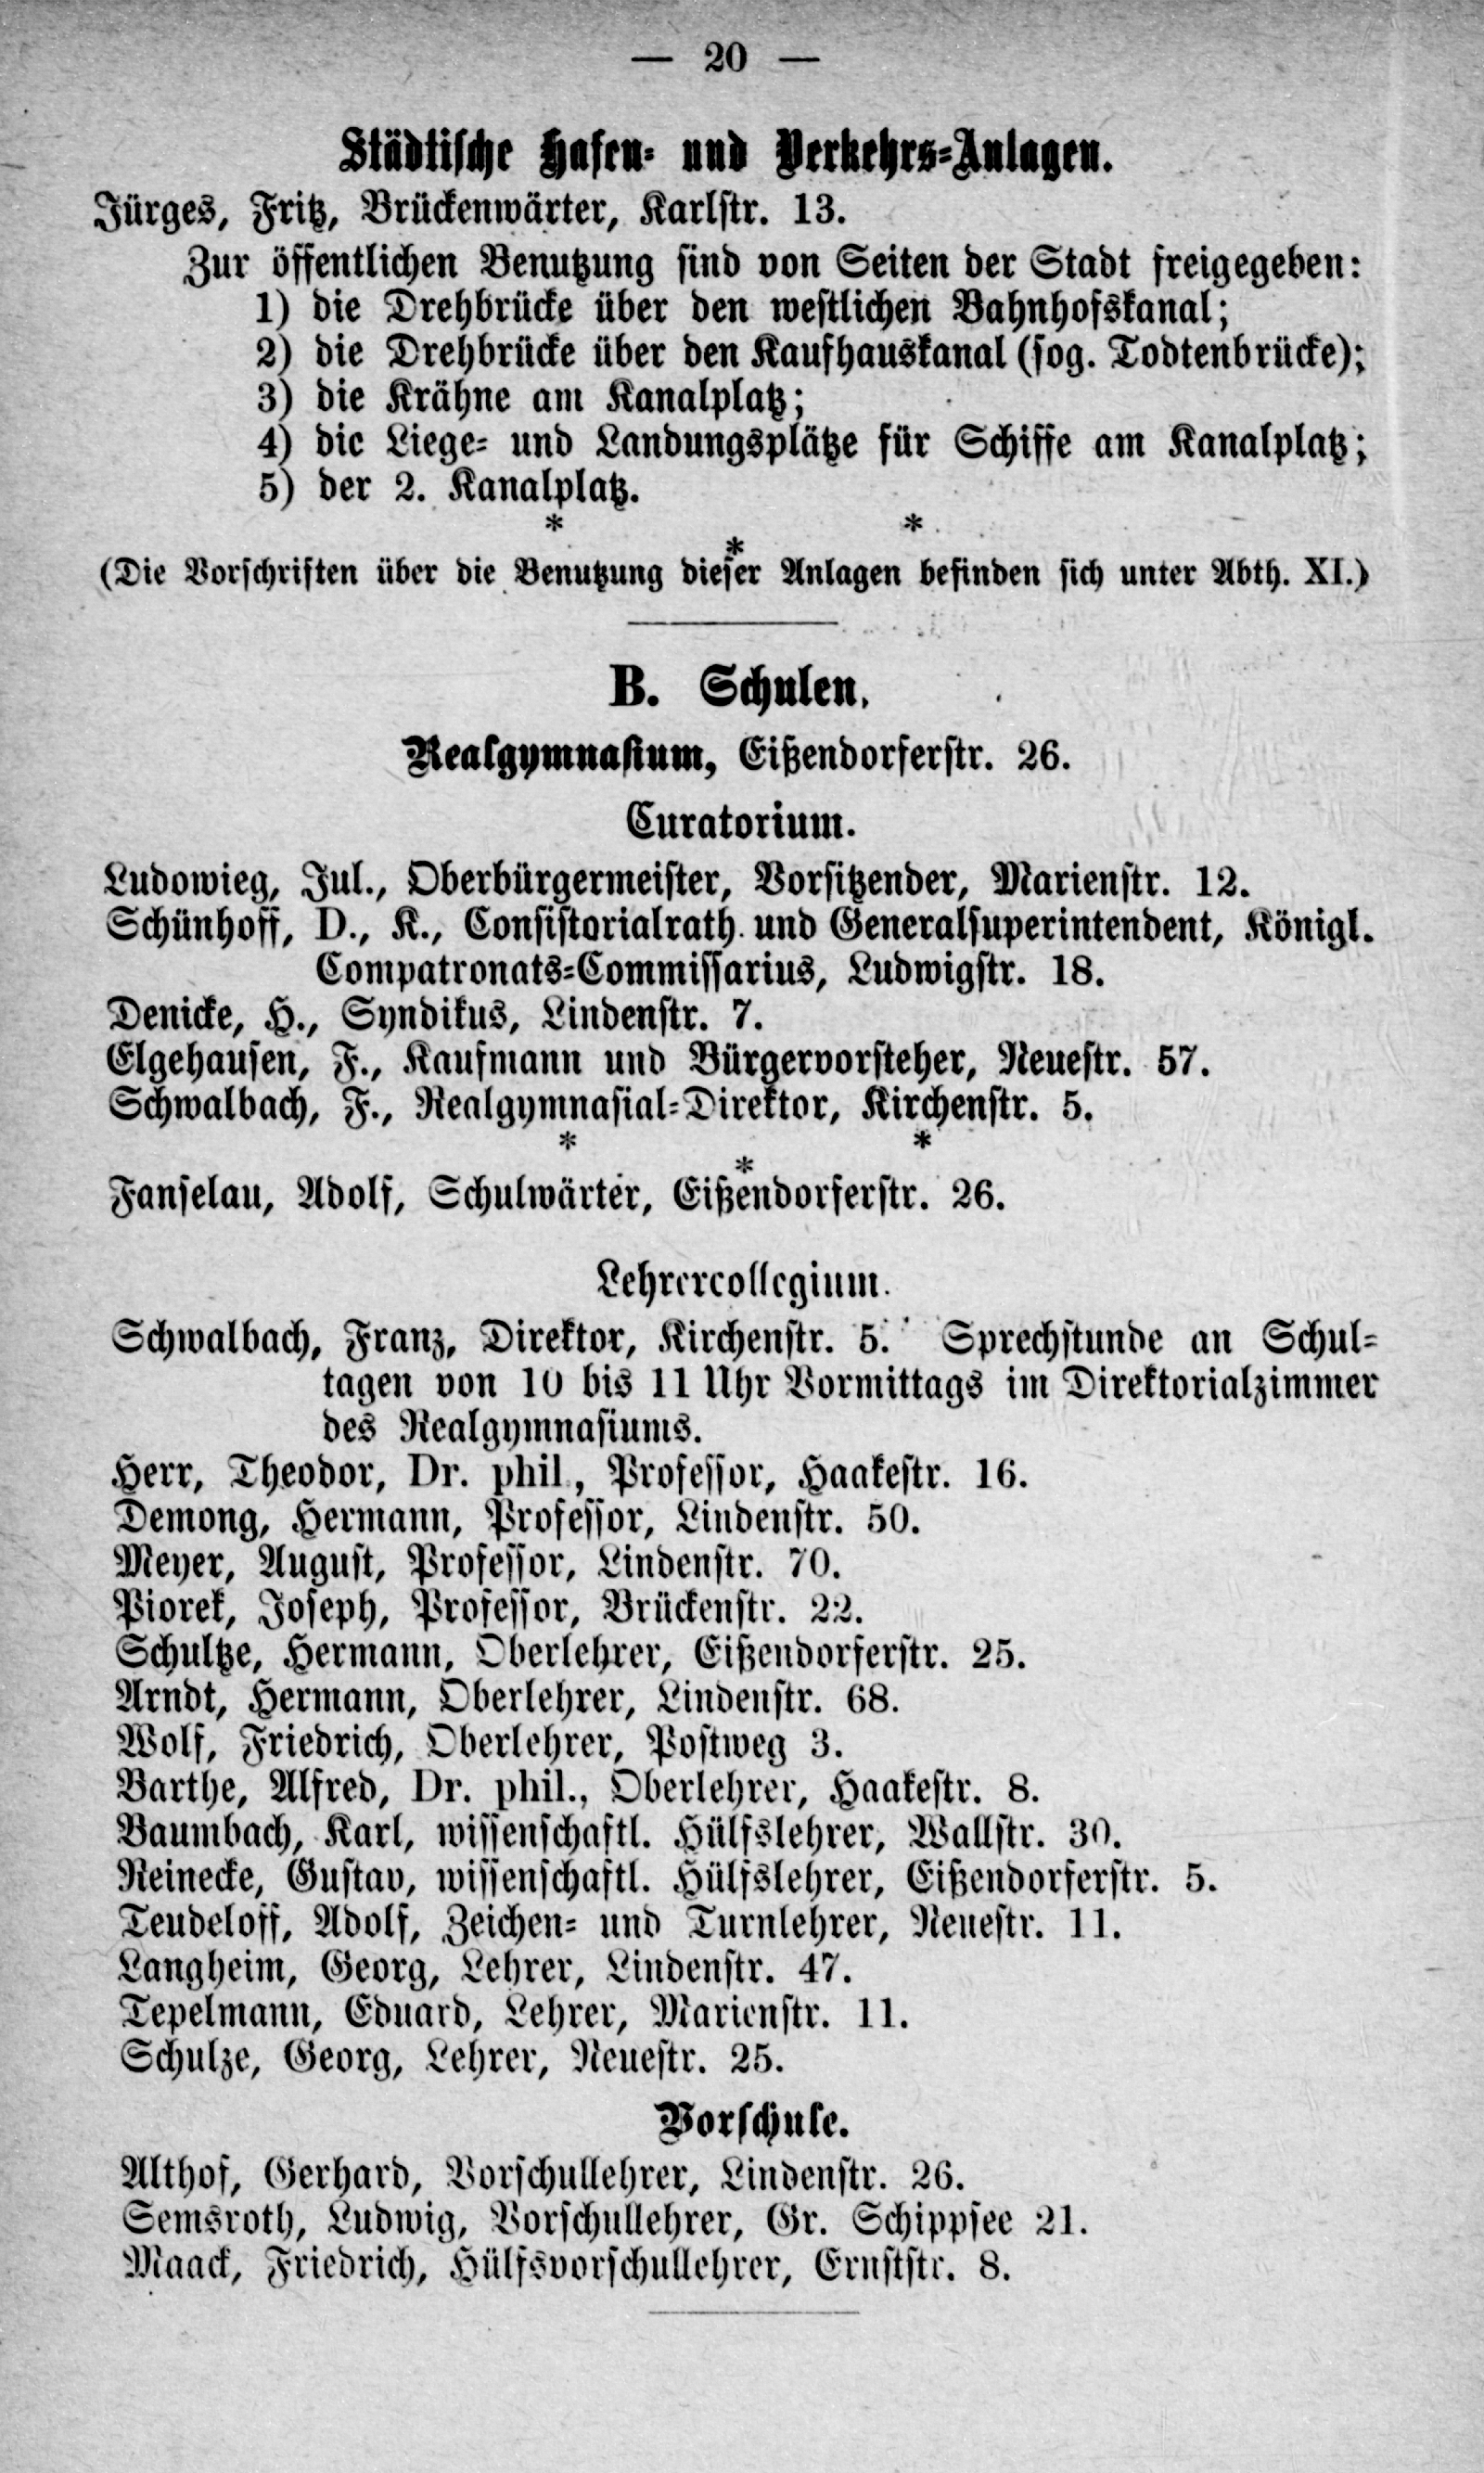 — 20 —
Städtische Hafen- und Verkehrs-Anlagen.
Jürges, Fritz, Brückenwärter, Karlstr. 13.
Zur öffentlichen Benutzung sind von Seiten der Stadt freigegeben:
1) die Drehbrücke über den westlichen Bahnhofskanal;
2) die Drehbrücke über den Kaufhauskanal (sog. Todtenbrücke);
3) die Krähne am Kanalplatz;
4) die Liege- und Landungsplätze für Schiffe am Kanalplatz;
5) der 2. Kanalplatz.
* * *
(Die Vorschriften über die Benutzung dieser Anlagen befinden sich unter Abth. XI.)
B. Schulen.
Realgymnasium, Eißendorferstr. 26.
Curatorium.
Ludowieg, Jul., Oberbürgermeister, Vorsitzender, Marienstr. 12.
Schünhoff, D., K., Consistorialrath und Generalsuperintendent, Königl.
Compatronats-Commissarius, Ludwigstr. 18.
Denicke, H., Syndikus, Lindenstr. 7.
Elgehausen, F., Kaufmann und Bürgervorsteher, Neuestr. 57.
Schwalbach, F., Realgymnasial-Direktor, Kirchenstr. 5.
* * *
Fanselau, Adolf, Schulwärter, Eißendorferstr. 26.
Lehrercollegium.
Schwalbach, Franz, Direktor, Kirchenstr. 5. Sprechstunde an Schul-
tagen von 10 bis 11 Uhr Vormittags im Direktorialzimmer
des Realgymnasiums.
Herr, Theodor, Dr. phil., Professor, Haakestr. 16.
Demong, Hermann, Professor, Lindenstr. 50.
Meyer, August, Professor, Lindenstr. 70.
Piorek, Joseph, Professor, Brückenstr. 22.
Schultze, Hermann, Oberlehrer, Eißendorferstr. 25.
Arndt, Hermann, Oberlehrer, Lindenstr. 68.
Wolf, Friedrich, Oberlehrer, Postweg 3.
Barthe, Alfred, Dr. phil., Oberlehrer, Haakestr. 8.
Baumbach, Karl, wissenschaftl. Hülfslehrer, Wallstr. 30.
Reinecke, Gustav, wissenschaftl. Hülfslehrer, Eißendorferstr. 5.
Teudeloff, Adolf, Zeichen- und Turnlehrer, Neuestr. 11.
Langheim, Georg, Lehrer, Lindenstr. 47.
Tepelmann, Eduard, Lehrer, Marienstr. 11.
Schulze, Georg, Lehrer, Neuestr. 25.
Vorschule.
Althof, Gerhard, Vorschullehrer, Lindenstr. 26.
Semsroth, Ludwig, Vorschullehrer, Gr. Schippsee 21.
Maack, Friedrich, Hülfsvorschullehrer, Ernststr. 8.